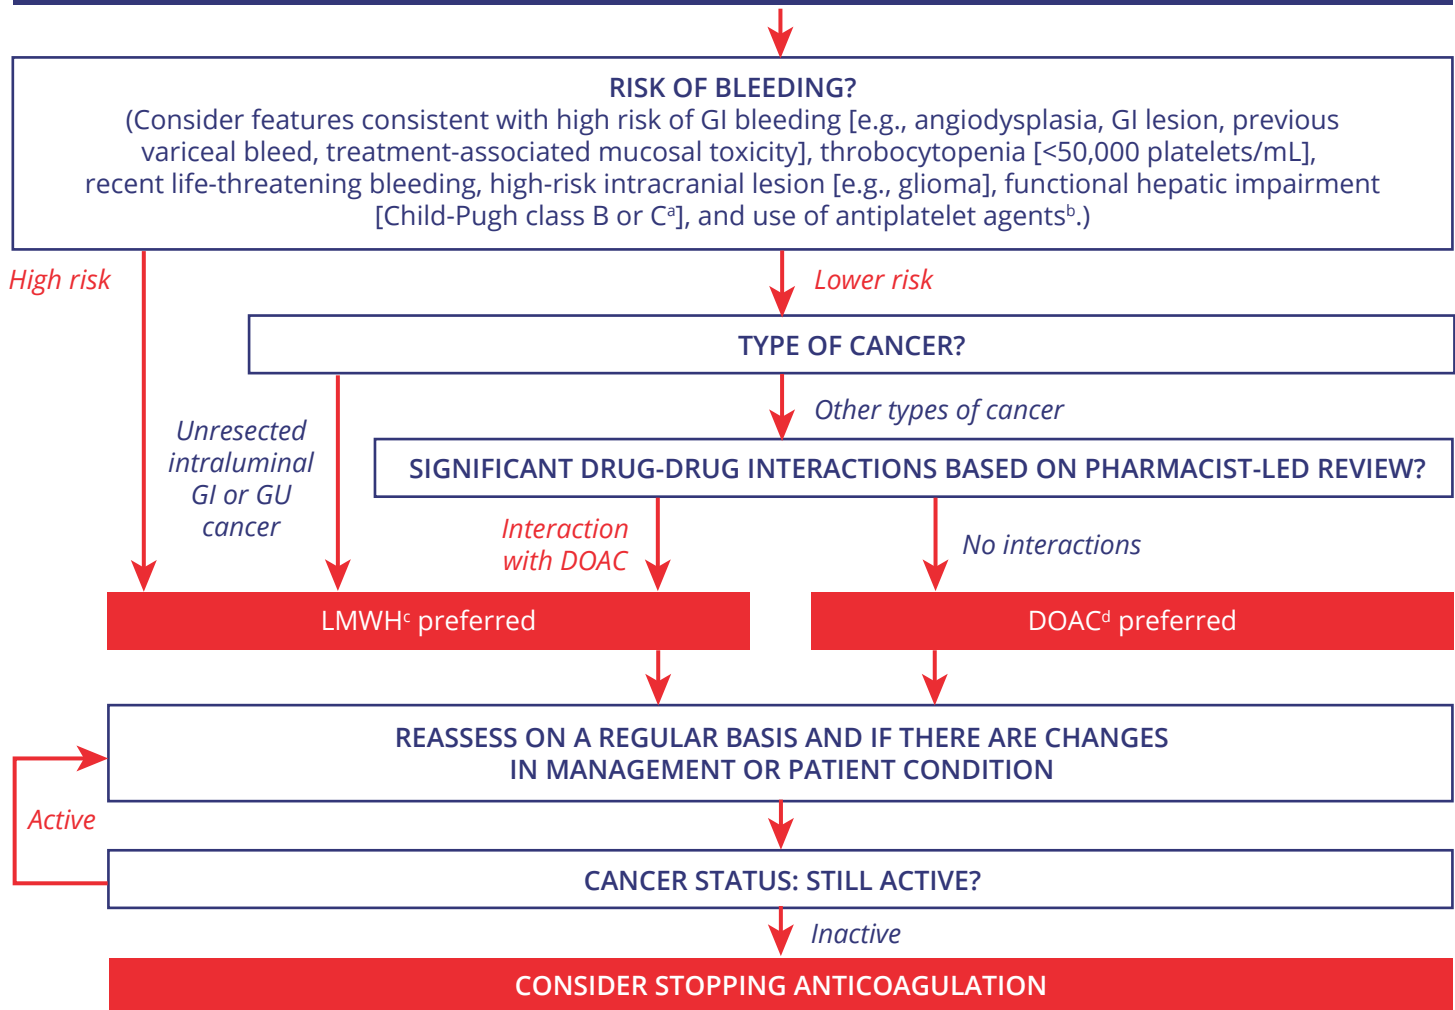 RISK OF BLEEDING?
(Consider features consistent with high risk of GI bleeding [e.g., angiodysplasia, GI lesion, previous
variceal bleed, treatment-associated mucosal toxicity], throbocytopenia [<50,000 platelets/mL],
recent life-threatening bleeding, high-risk intracranial lesion [e.g., glioma], functional hepatic impairment
[Child-Pugh class B or Cᵃ], and use of antiplatelet agentsᵇ.)
High risk
Lower risk
TYPE OF CANCER?
Other types of cancer
Unresected
intraluminal
GI or GU
cancer
SIGNIFICANT DRUG-DRUG INTERACTIONS BASED ON PHARMACIST-LED REVIEW?
Interaction
with DOAC
No interactions
LMWHᶜ preferred
DOACᵈ preferred
REASSESS ON A REGULAR BASIS AND IF THERE ARE CHANGES
IN MANAGEMENT OR PATIENT CONDITION
Active
CANCER STATUS: STILL ACTIVE?
Inactive
CONSIDER STOPPING ANTICOAGULATION